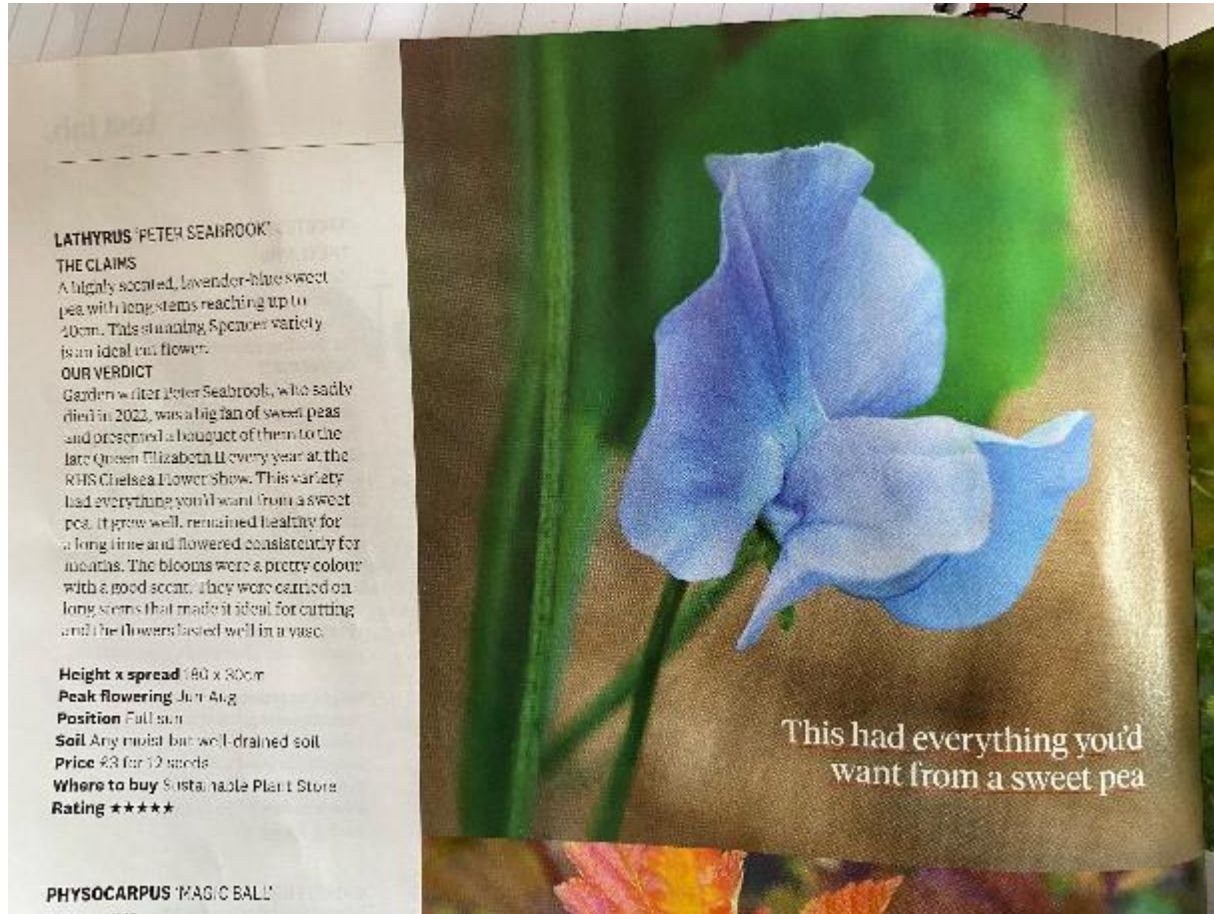 LATHYRUS 'PETER SEABROOK'
THE CLAIMS
A highly scented, lavender-blue sweet
pea with long stems reaching up to
40cm. This stunning Spencer variety
is an ideal cut flower.
OUR VERDICT
Garden writer Peter Seabrook, who sadly
died in 2022, was a big fan of sweet peas
and presented a bouquet of them to the
late Queen Elizabeth II every year at the
RHS Chelsea Flower Show. This variety
had everything you'd want from a sweet
pea. It grew well, remained healthy for
a long time and flowered consistently for
months. The blooms were a pretty colour
with a good scent. They were carried on
long stems that made it ideal for cutting
and the flowers lasted well in a vase.
Height x spread 180 x 30cm
Peak flowering Jun-Aug
Position Full sun
Soil Any moist but well-drained soil
Price £3 for 12 seeds
Where to buy Sustainable Plant Store
Rating ★★★★★
This had everything you'd
want from a sweet pea
PHYSOCARPUS 'MAGIC BALL'